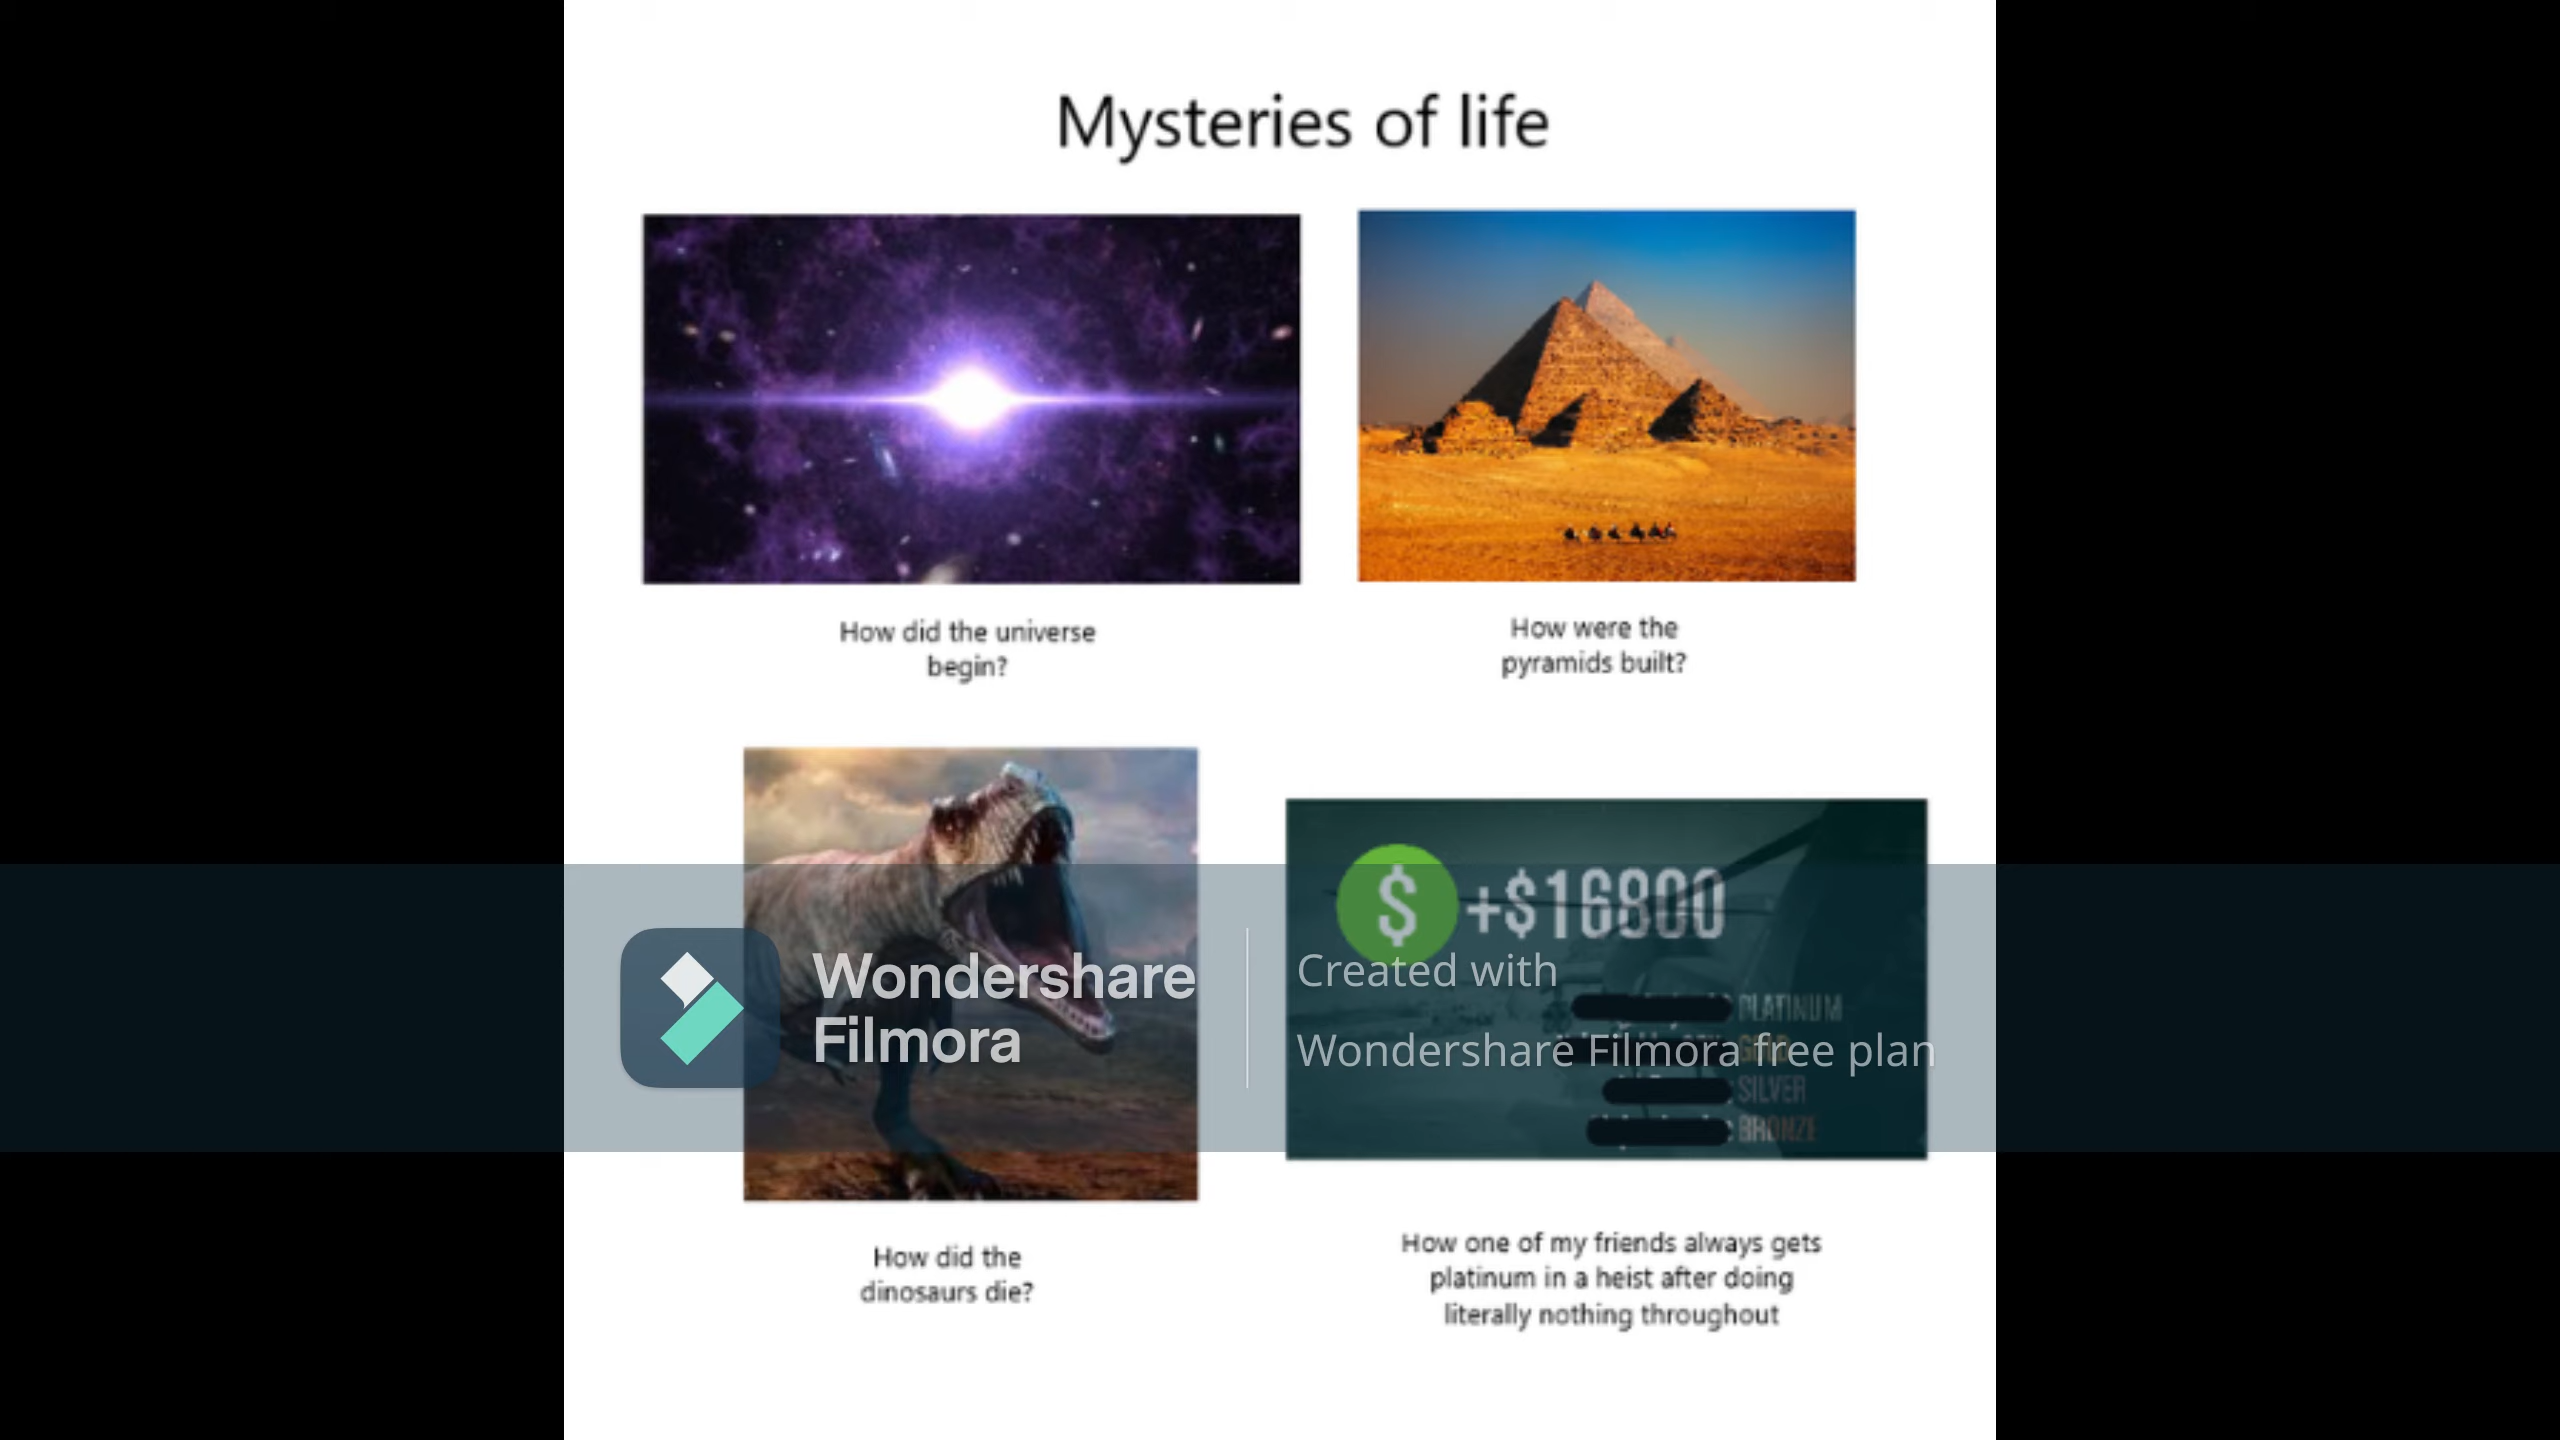 Mysteries of life
How did the universe
begin?
How were the
pyramids built?
$ +$16800
PLATINUM
GOLD
SILVER
BRONZE
Wondershare
Filmora
Created with
Wondershare Filmora free plan
How did the
dinosaurs die?
How one of my friends always gets
platinum in a heist after doing
literally nothing throughout